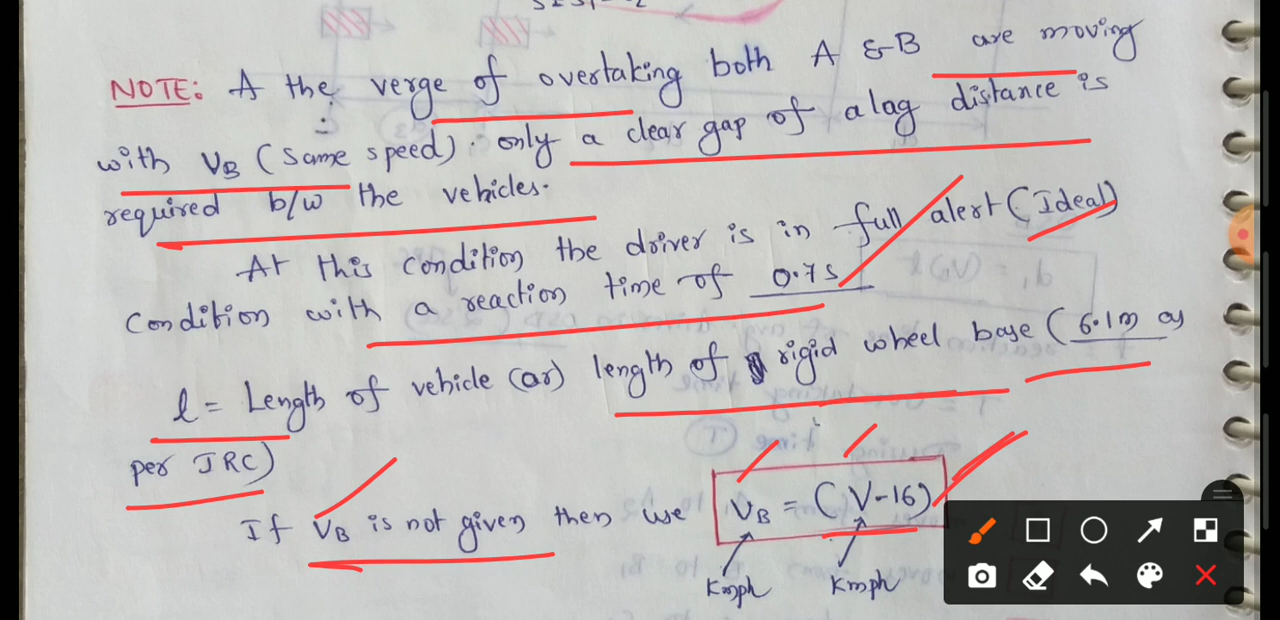 NOTE: A the verge of overtaking both A & B are moving
with VB (same speed). only a clear gap of a lag distance is
required b/w the vehicles.
At this condition the driver is in full alert (Ideal)
condition with a reaction time of 0.7s
l = Length of vehicle (or) length of rigid wheel base (6.1m as
per IRC)
If VB is not given then use VB = (V-16)
Kmph Kmph